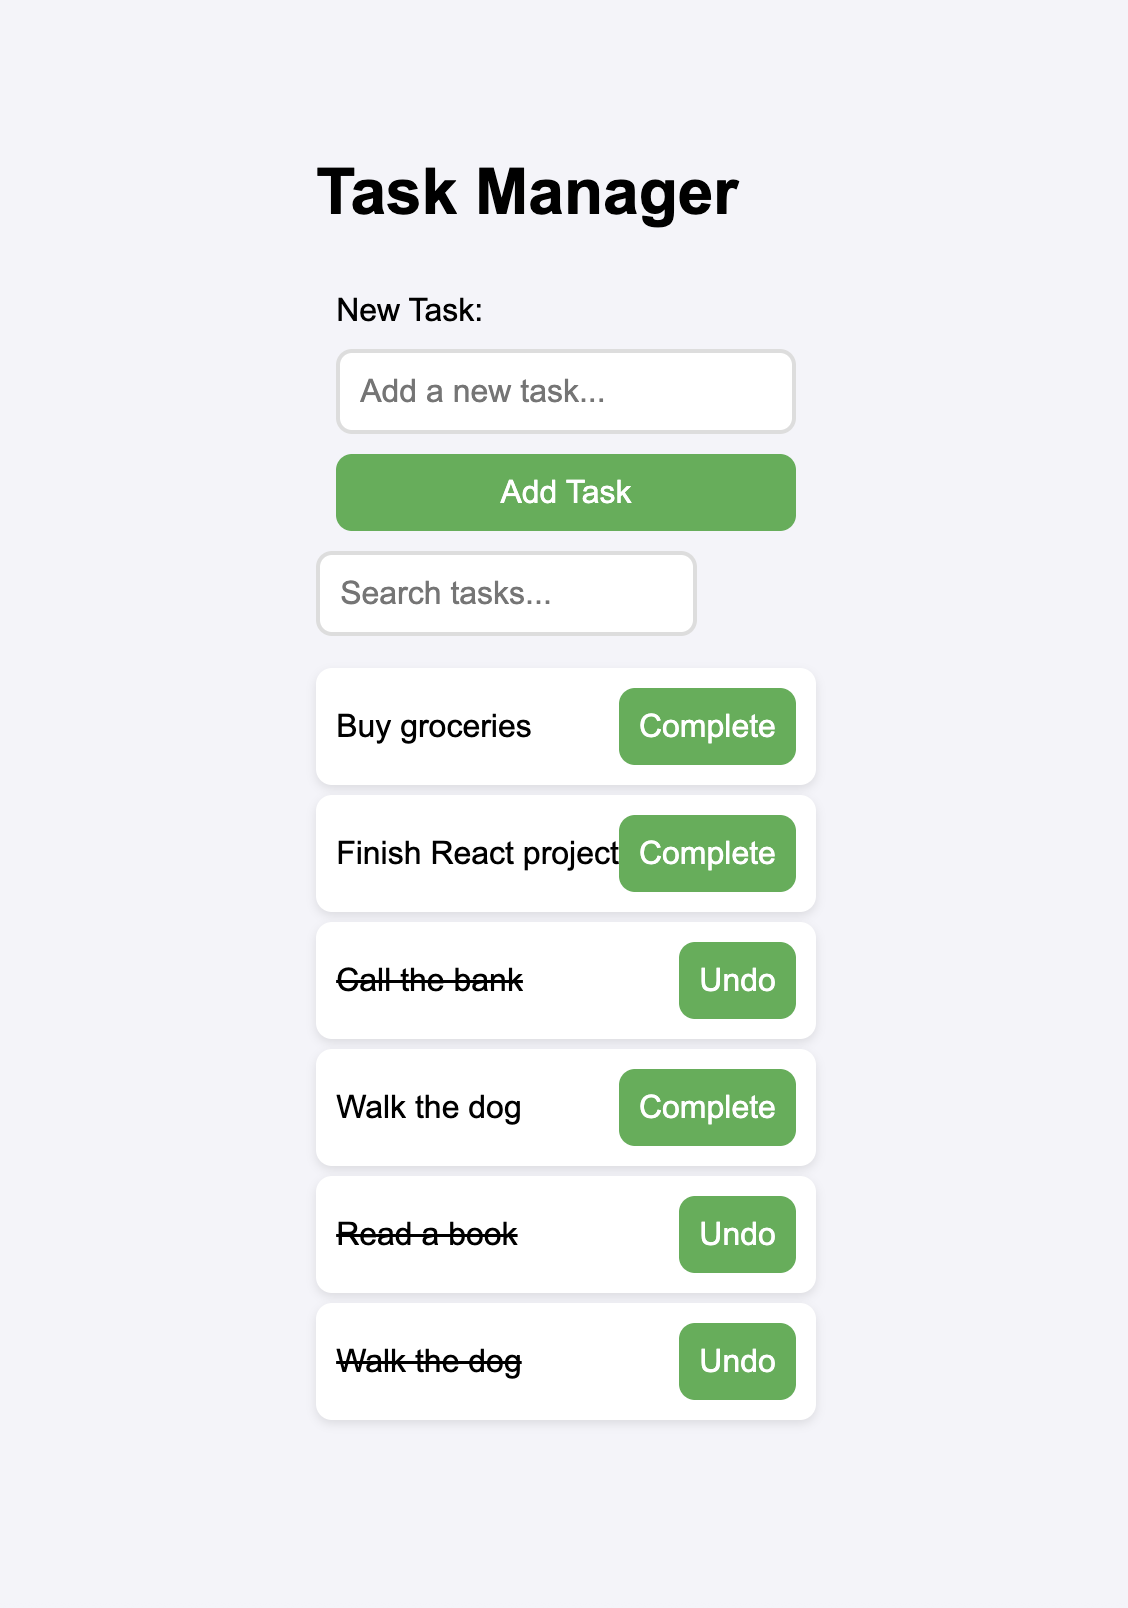 Task Manager
New Task:
Add a new task...
Add Task
Search tasks...
Buy groceries Complete
Finish React project Complete
Call the bank Undo
Walk the dog Complete
Read a book Undo
Walk the dog Undo